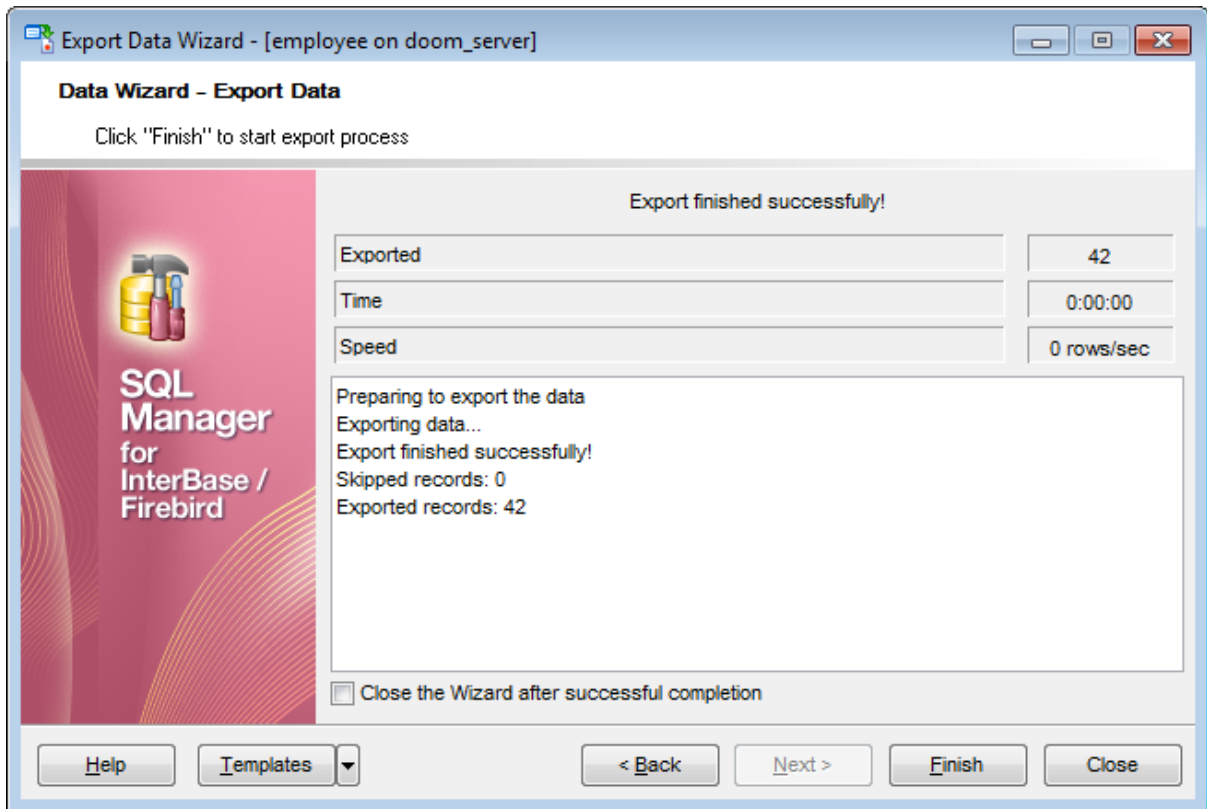 Export Data Wizard - [employee on doom_server]
Data Wizard - Export Data
Click "Finish" to start export process
Export finished successfully!
Exported 42
Time 0:00:00
Speed 0 rows/sec
SQL
Manager
for
InterBase /
Firebird
Preparing to export the data
Exporting data...
Export finished successfully!
Skipped records: 0
Exported records: 42
Close the Wizard after successful completion
Help Templates < Back Next > Finish Close